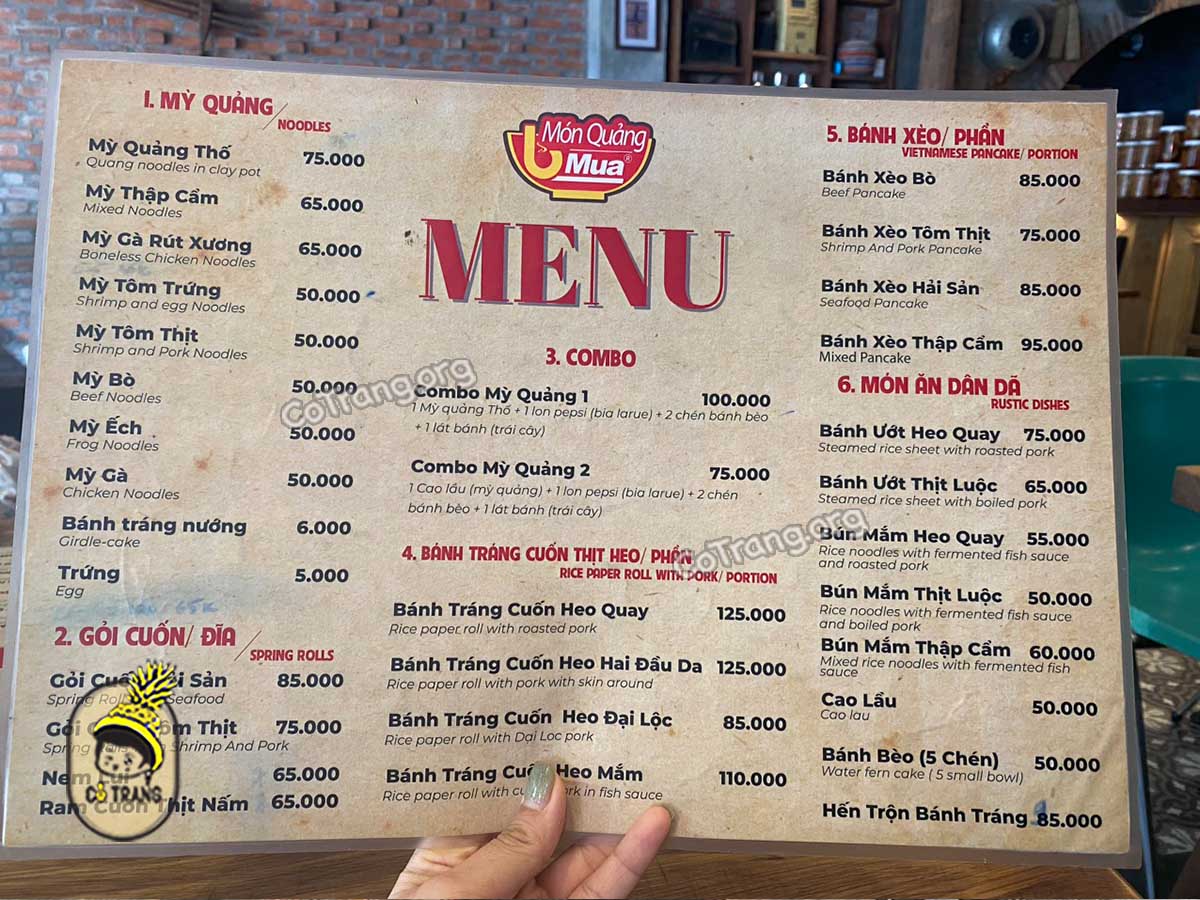 1. MỲ QUẢNG/
NOODLES
Mỳ Quảng Thố 75.000
Quang noodles in clay pot
Mỳ Thập Cẩm 65.000
Mixed Noodles
Mỳ Gà Rút Xương 65.000
Boneless Chicken Noodles
Mỳ Tôm Trứng 50.000
Shrimp and egg Noodles
Mỳ Tôm Thịt 50.000
Shrimp and Pork Noodles
Mỳ Bò 50.000
Beef Noodles
Mỳ Ếch 50.000
Frog Noodles
Mỳ Gà 50.000
Chicken Noodles
Bánh tráng nướng 6.000
Girdle-cake
Trứng 5.000
Egg
2. GỎI CUỐN/ ĐĨA
SPRING ROLLS
Gỏi Sản 85.000
Spring Seafood
Gỏi Thịt 75.000
Shrimp And Pork
Nem 65.000
Ram Cuốn Thịt Nấm 65.000
CÔ TRANG
Món Quảng
Mua®
MENU
3. COMBO
Combo Mỳ Quảng 1 100.000
1 Mỳ quảng Thố + 1 lon pepsi (bia larue) + 2 chén bánh bèo
+ 1 lát bánh (trái cây)
Combo Mỳ Quảng 2 75.000
1 Cao lầu (mỳ quảng) + 1 lon pepsi (bia larue) + 2 chén
bánh bèo + 1 lát bánh (trái cây)
4. BÁNH TRÁNG CUỐN THỊT HEO/ PHẦN
RICE PAPER ROLL WITH PORK/ PORTION
Bánh Tráng Cuốn Heo Quay 125.000
Rice paper roll with roasted pork
Bánh Tráng Cuốn Heo Hai Đầu Da 125.000
Rice paper roll with pork with skin around
Bánh Tráng Cuốn Heo Đại Lộc 85.000
Rice paper roll with Dai Loc pork
Bánh Tráng Cuốn Heo Mắm 110.000
Rice paper roll with pork in fish sauce
5. BÁNH XÈO/ PHẦN
VIETNAMESE PANCAKE/ PORTION
Bánh Xèo Bò 85.000
Beef Pancake
Bánh Xèo Tôm Thịt 75.000
Shrimp And Pork Pancake
Bánh Xèo Hải Sản 85.000
Seafood Pancake
Bánh Xèo Thập Cẩm 95.000
Mixed Pancake
6. MÓN ĂN DÂN DÃ
RUSTIC DISHES
Bánh Ướt Heo Quay 75.000
Steamed rice sheet with roasted pork
Bánh Ướt Thịt Luộc 65.000
Steamed rice sheet with boiled pork
Bún Mắm Heo Quay 55.000
Rice noodles with fermented fish sauce
and roasted pork
Bún Mắm Thịt Luộc 50.000
Rice noodles with fermented fish sauce
and boiled pork
Bún Mắm Thập Cẩm 60.000
Mixed rice noodles with fermented fish
sauce
Cao Lầu 50.000
Cao lau
Bánh Bèo (5 Chén) 50.000
Water fern cake ( 5 small bowl)
Hến Trộn Bánh Tráng 85.000
CoTrang.org
CoTrang.org